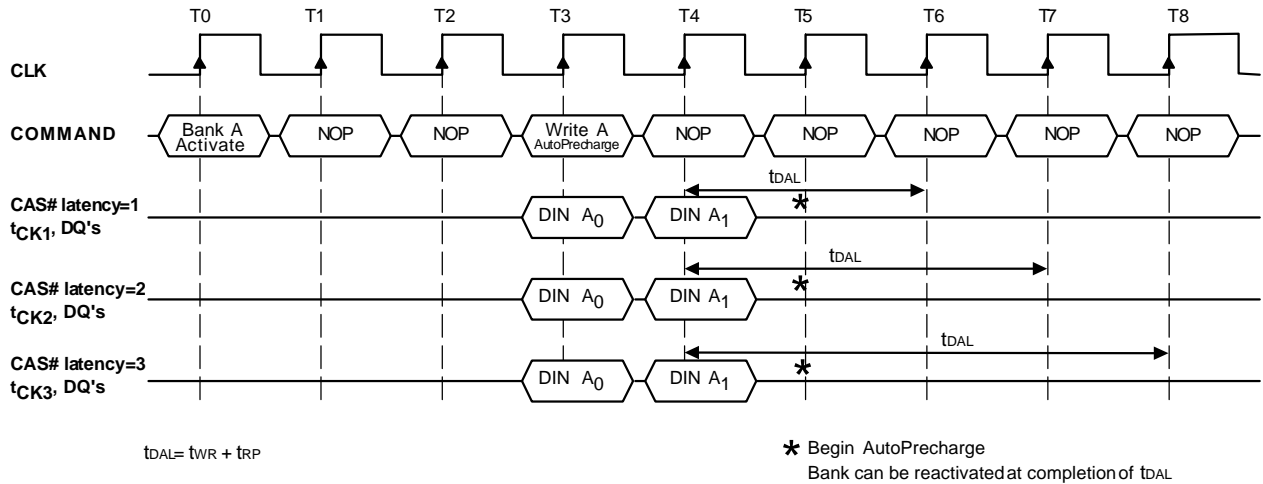 T0 T1 T2 T3 T4 T5 T6 T7 T8
CLK
COMMAND
Bank A
Activate
NOP
NOP
Write A
AutoPrecharge
NOP
NOP
NOP
NOP
NOP
tDAL
CAS# latency=1
tCK1, DQ's
DIN A0
DIN A1
*
tDAL
CAS# latency=2
tCK2, DQ's
DIN A0
DIN A1
*
tDAL
CAS# latency=3
tCK3, DQ's
DIN A0
DIN A1
*
tDAL= tWR + tRP
* Begin AutoPrecharge
Bank can be reactivated at completion of tDAL